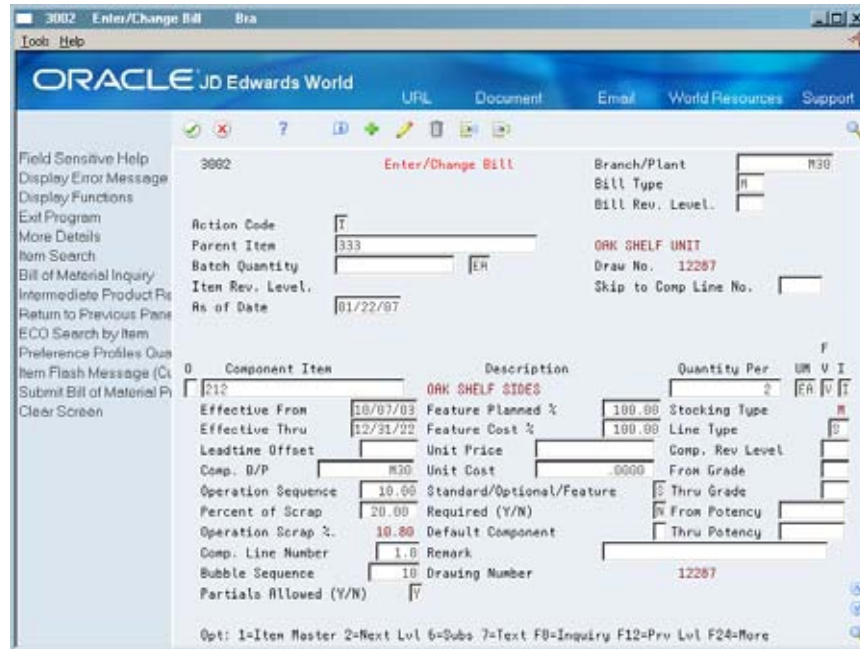 3002 Enter/Change Bill Bra
Tools Help
ORACLE JD Edwards World
URL Document Email World Resources Support
Field Sensitive Help
Display Error Message
Display Functions
Exit Program
More Details
Item Search
Bill of Material Inquiry
Intermediate Product Re
Return to Previous Pane
ECO Search by Item
Preference Profiles Qua
Item Flash Message (Cu
Submit Bill of Material Pr
Clear Screen
3002 Enter/Change Bill Branch/Plant M30
Bill Type M
Bill Rev. Level.
Action Code I
Parent Item 333 OAK SHELF UNIT
Batch Quantity EA Draw No. 12287
Item Rev. Level. Skip to Comp Line No.
As of Date 01/22/07
F
O Component Item Description Quantity Per UM V I
212 OAK SHELF SIDES 2 EA V I
Effective From 10/07/03 Feature Planned % 100.00 Stocking Type M
Effective Thru 12/31/22 Feature Cost % 100.00 Line Type S
Leadtime Offset Unit Price Comp. Rev Level
Comp. B/P M30 Unit Cost .0000 From Grade
Operation Sequence 10.00 Standard/Optional/Feature S Thru Grade
Percent of Scrap 20.00 Required (Y/N) N From Potency
Operation Scrap %. 10.80 Default Component Thru Potency
Comp. Line Number 1.0 Remark
Bubble Sequence 10 Drawing Number 12287
Partials Allowed (Y/N) Y
Opt: 1=Item Master 2=Next Lvl 6=Subs 7=Text F8=Inquiry F12=Prv Lvl F24=More